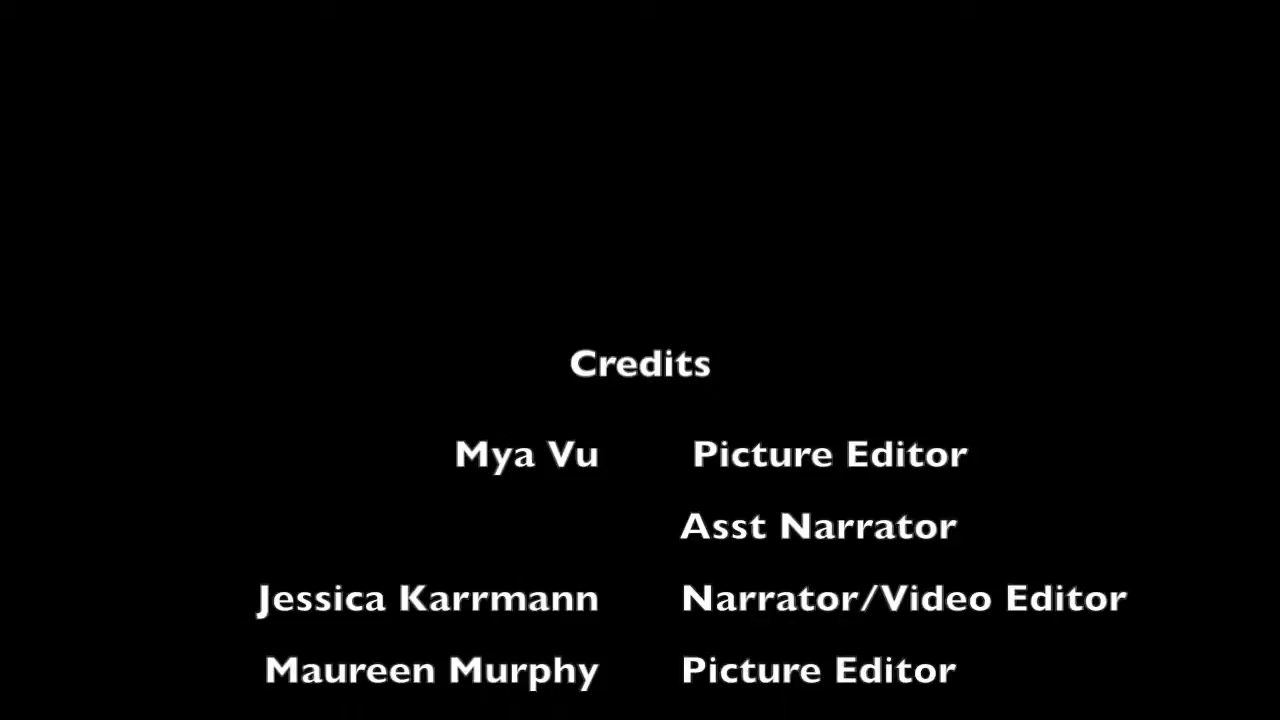 Credits
Mya Vu Picture Editor
Asst Narrator
Jessica Karrmann Narrator/Video Editor
Maureen Murphy Picture Editor